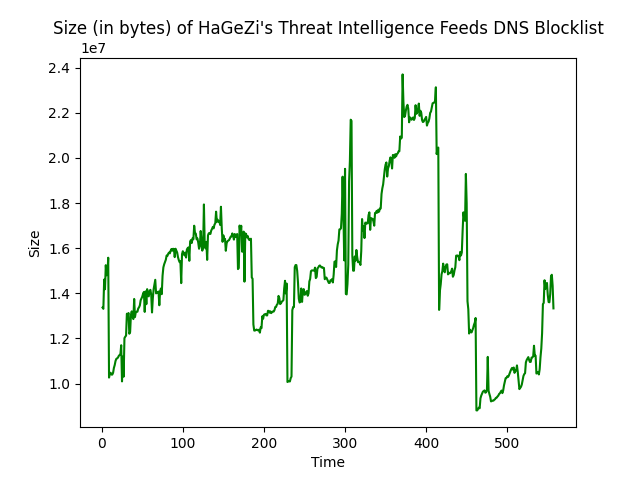 Size (in bytes) of HaGeZi's Threat Intelligence Feeds DNS Blocklist
1e7
2.4
2.2
2.0
1.8
1.6
1.4
1.2
1.0
Size
0 100 200 300 400 500
Time